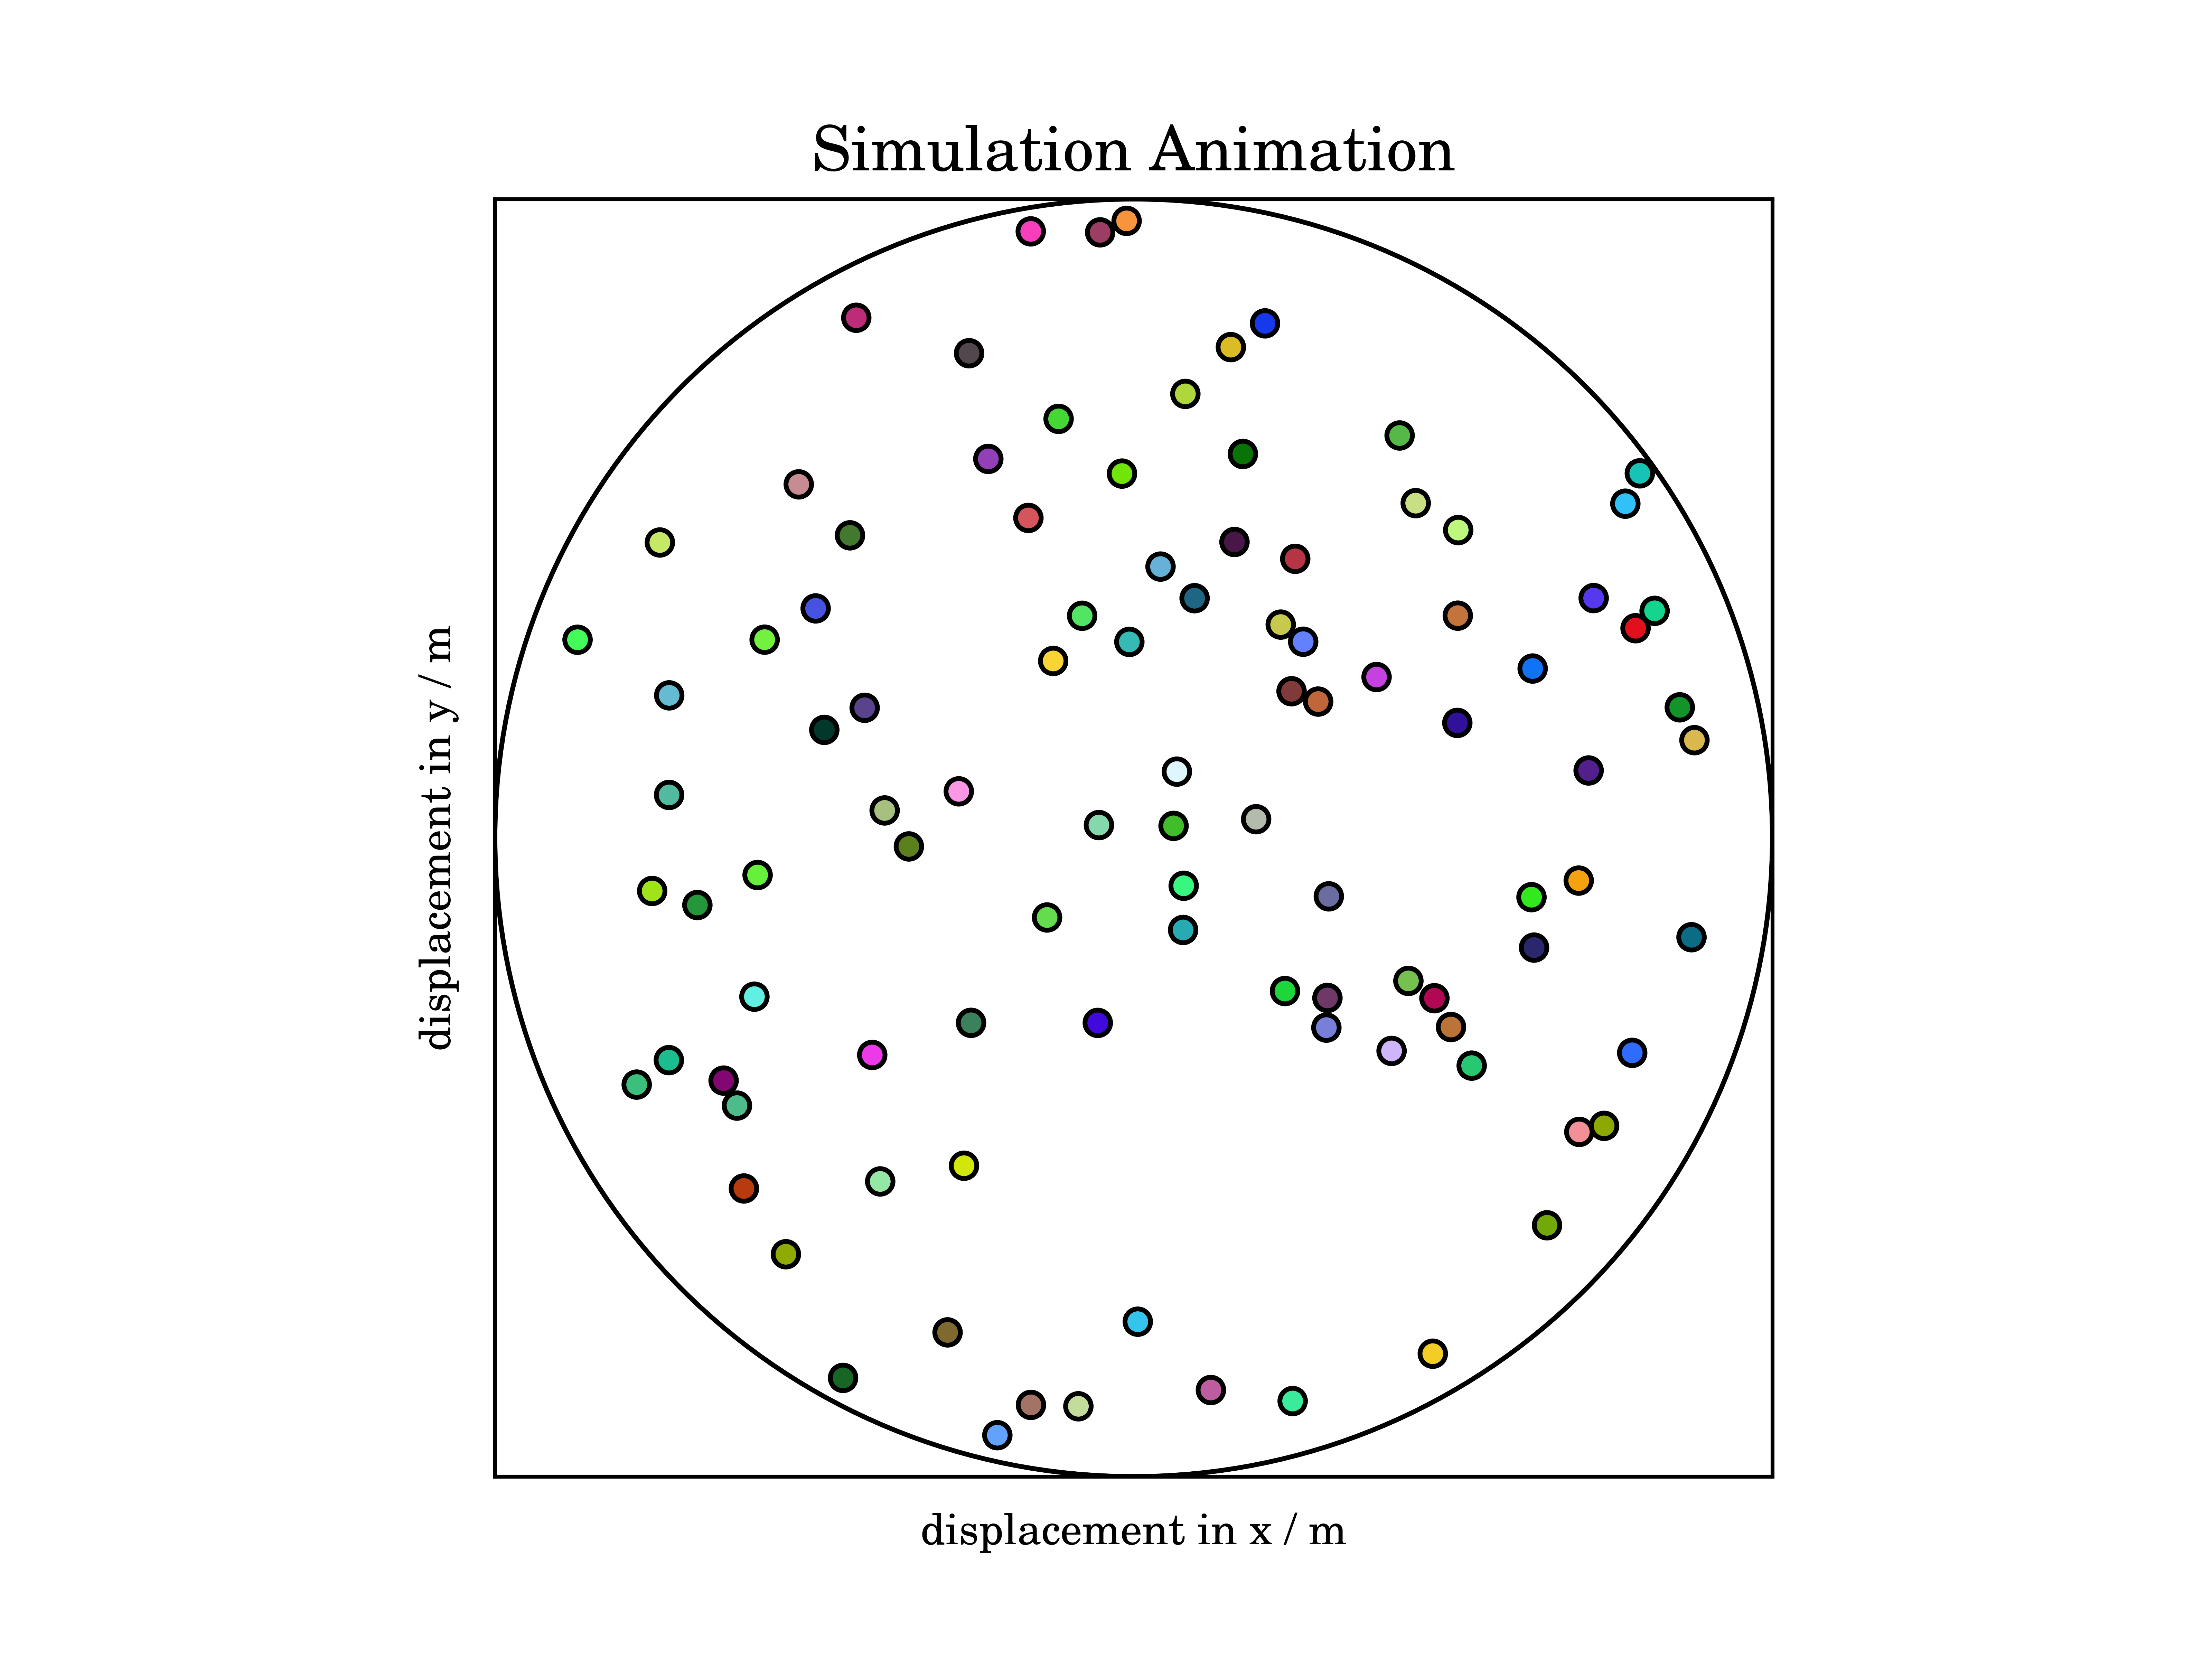 Simulation Animation
displacement in y / m
displacement in x / m